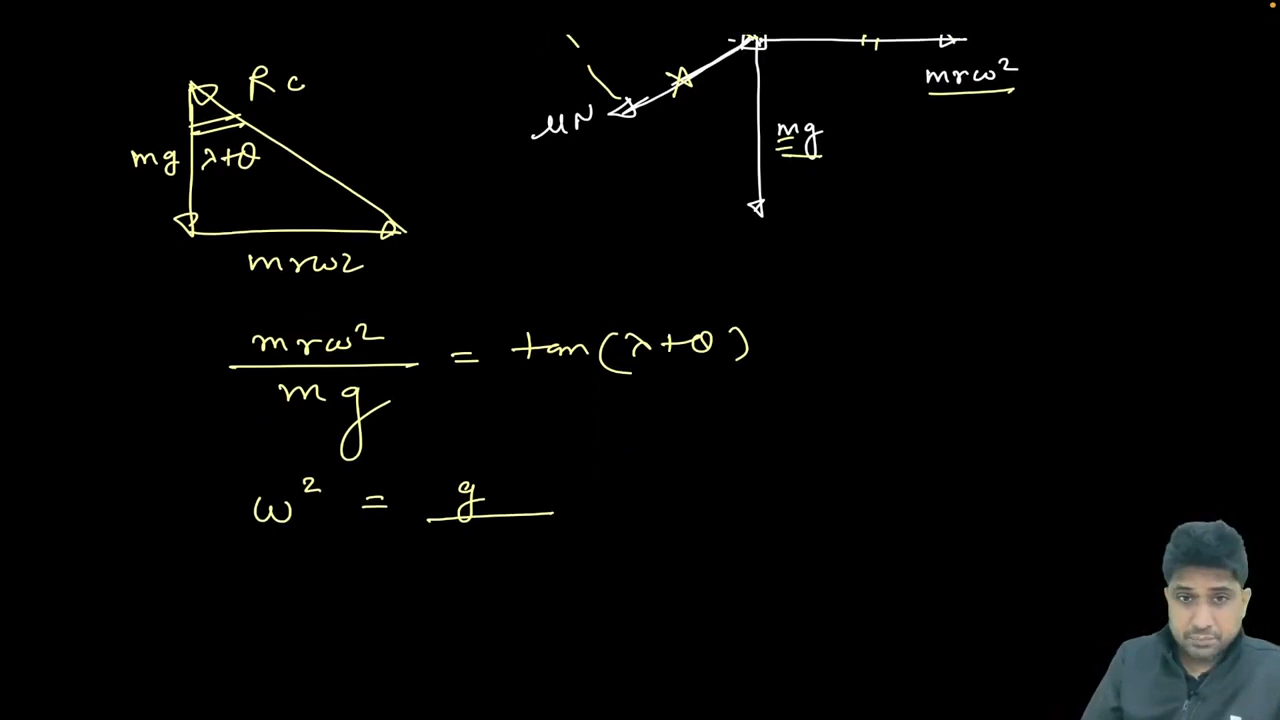 Rc
mg λ+θ
mrω2
μN
mrω²
mg
mrω²/mg = tan(λ+θ)
ω² = g